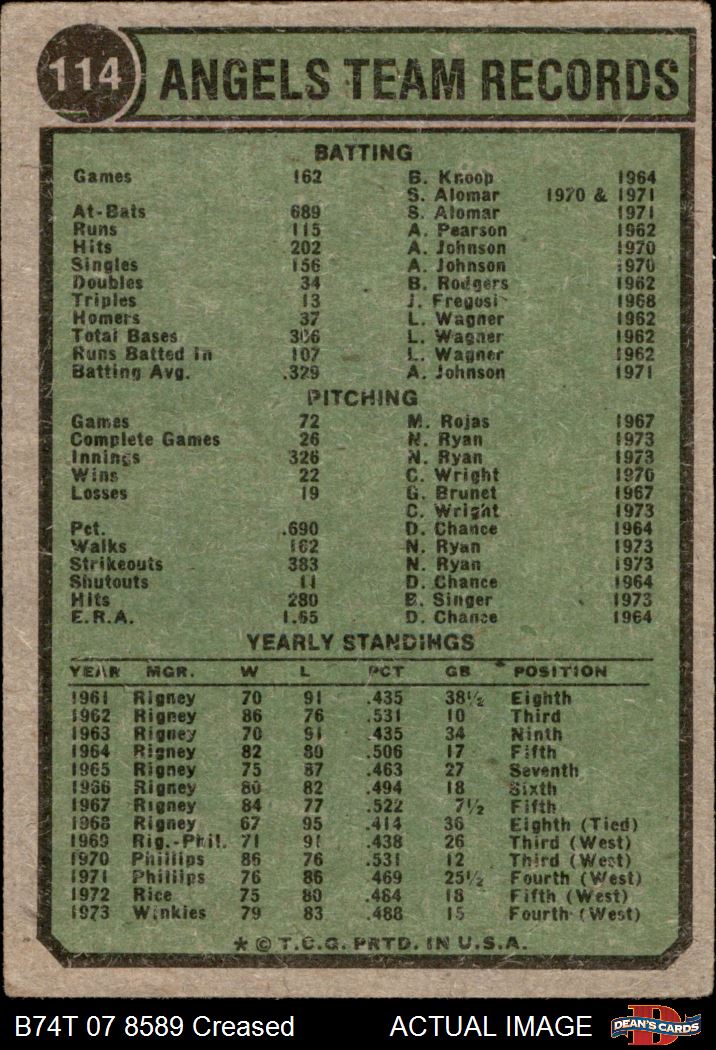 114 ANGELS TEAM RECORDS
BATTING
Games 162 B. Knoop 1964
S. Alomar 1970 & 1971
At-Bats 689 S. Alomar 1971
Runs 115 A. Pearson 1962
Hits 202 A. Johnson 1970
Singles 156 A. Johnson 1970
Doubles 34 B. Rodgers 1962
Triples 13 J. Fregosi 1968
Homers 37 L. Wagner 1962
Total Bases 306 L. Wagner 1962
Runs Batted in 107 L. Wagner 1962
Batting Avg. .329 A. Johnson 1971
PITCHING
Games 72 M. Rojas 1967
Complete Games 26 N. Ryan 1973
Innings 326 N. Ryan 1973
Wins 22 C. Wright 1970
Losses 19 G. Brunet 1967
C. Wright 1973
Pct. .690 D. Chance 1964
Walks 162 N. Ryan 1973
Strikeouts 383 N. Ryan 1973
Shutouts 11 D. Chance 1964
Hits 280 B. Singer 1973
E.R.A. 1.65 D. Chance 1964
YEARLY STANDINGS
YEAR MGR. W L PCT GB POSITION
1961 Rigney 70 91 .435 38½ Eighth
1962 Rigney 86 76 .531 10 Third
1963 Rigney 70 91 .435 34 Ninth
1964 Rigney 82 80 .506 17 Fifth
1965 Rigney 75 87 .463 27 Seventh
1966 Rigney 80 82 .494 18 Sixth
1967 Rigney 84 77 .522 7½ Fifth
1968 Rigney 67 95 .414 36 Eighth (Tied)
1969 Rig.-Phil. 71 91 .438 26 Third (West)
1970 Phillips 86 76 .531 12 Third (West)
1971 Phillips 76 86 .469 25½ Fourth (West)
1972 Rice 75 80 .484 18 Fifth (West)
1973 Winkles 79 83 .488 15 Fourth (West)
* © T.C.G. PRTD. IN U.S.A.
B74T 07 8589 Creased ACTUAL IMAGE DEAN'S CARDS